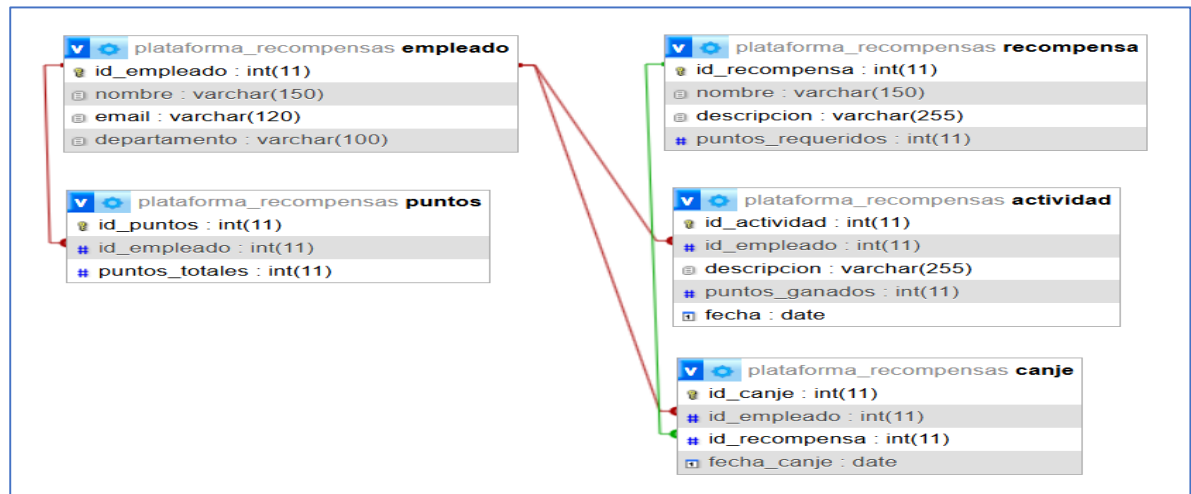 plataforma_recompensas empleado
id_empleado : int(11)
nombre : varchar(150)
email : varchar(120)
departamento : varchar(100)
plataforma_recompensas puntos
id_puntos : int(11)
id_empleado : int(11)
puntos_totales : int(11)
plataforma_recompensas recompensa
id_recompensa : int(11)
nombre : varchar(150)
descripcion : varchar(255)
puntos_requeridos : int(11)
plataforma_recompensas actividad
id_actividad : int(11)
id_empleado : int(11)
descripcion : varchar(255)
puntos_ganados : int(11)
fecha : date
plataforma_recompensas canje
id_canje : int(11)
id_empleado : int(11)
id_recompensa : int(11)
fecha_canje : date